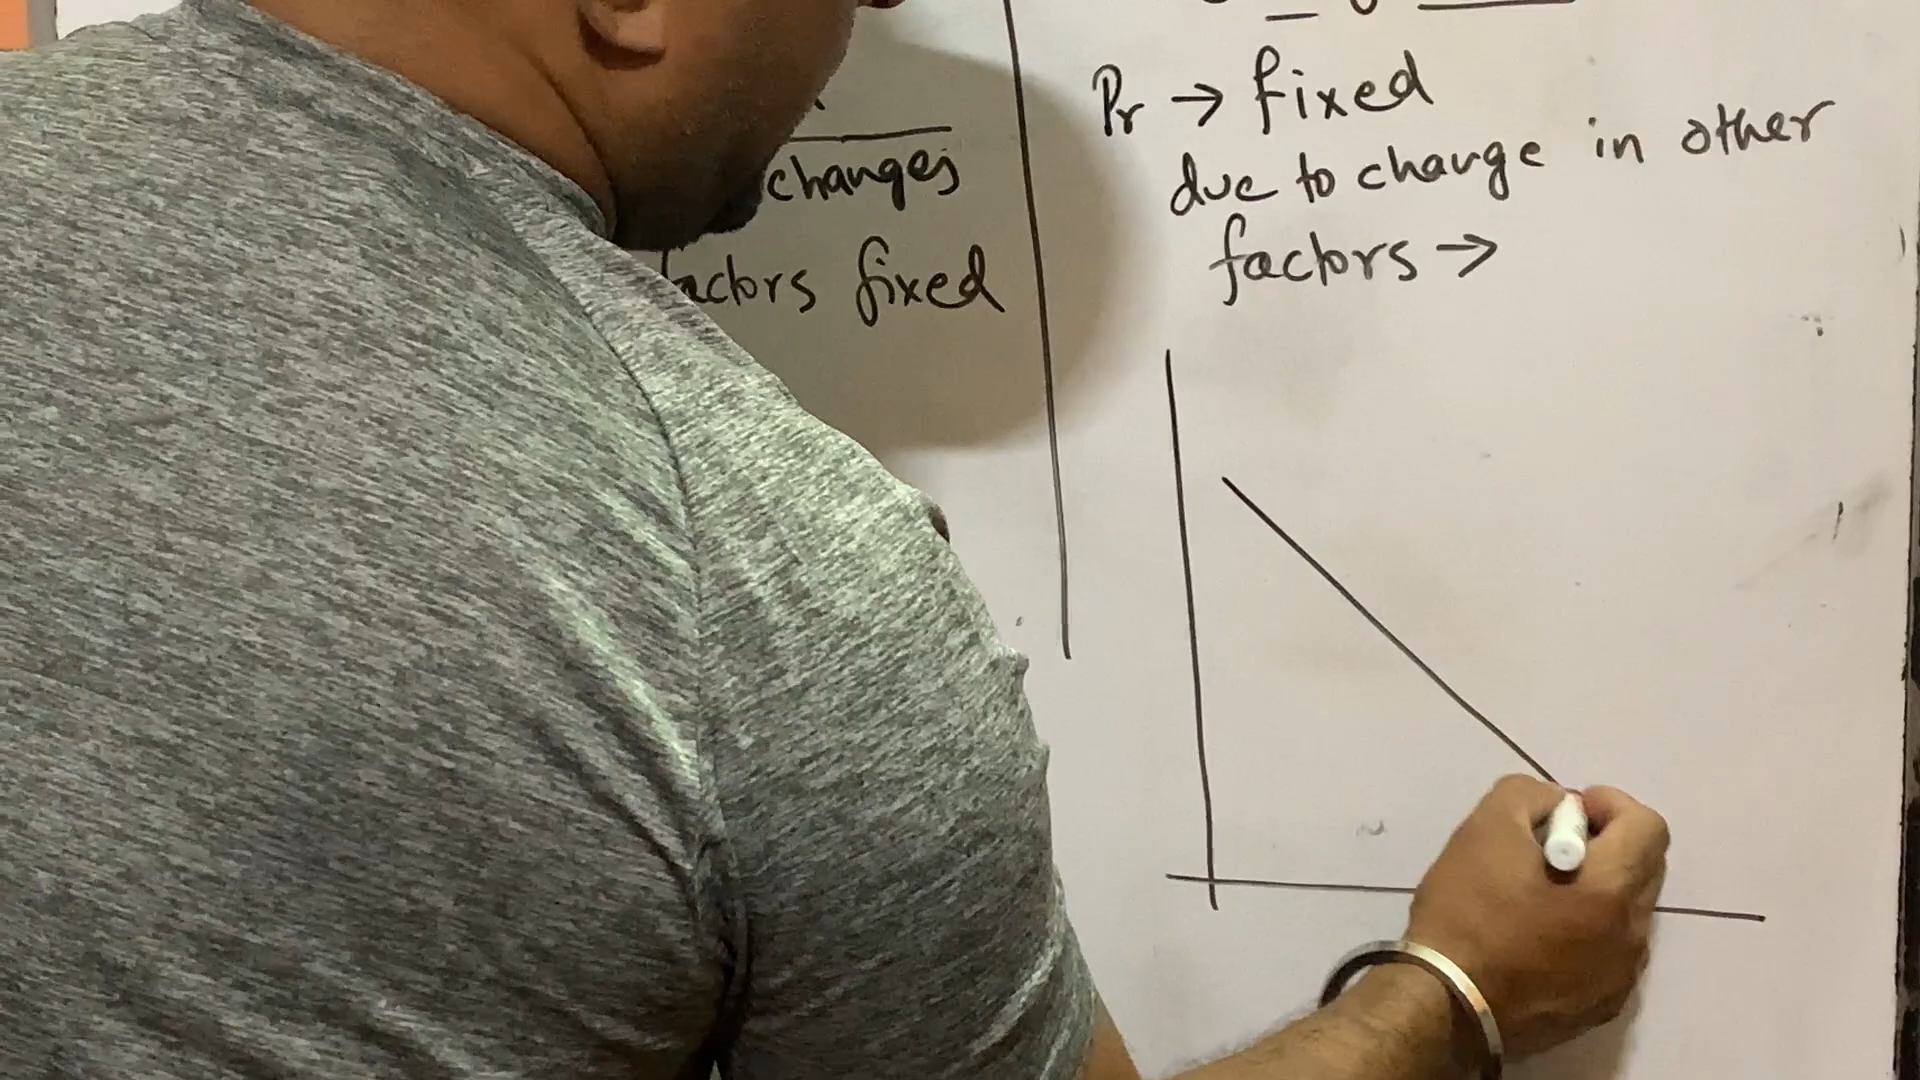 changes
factors fixed
Pr → fixed
due to change in other
factors →